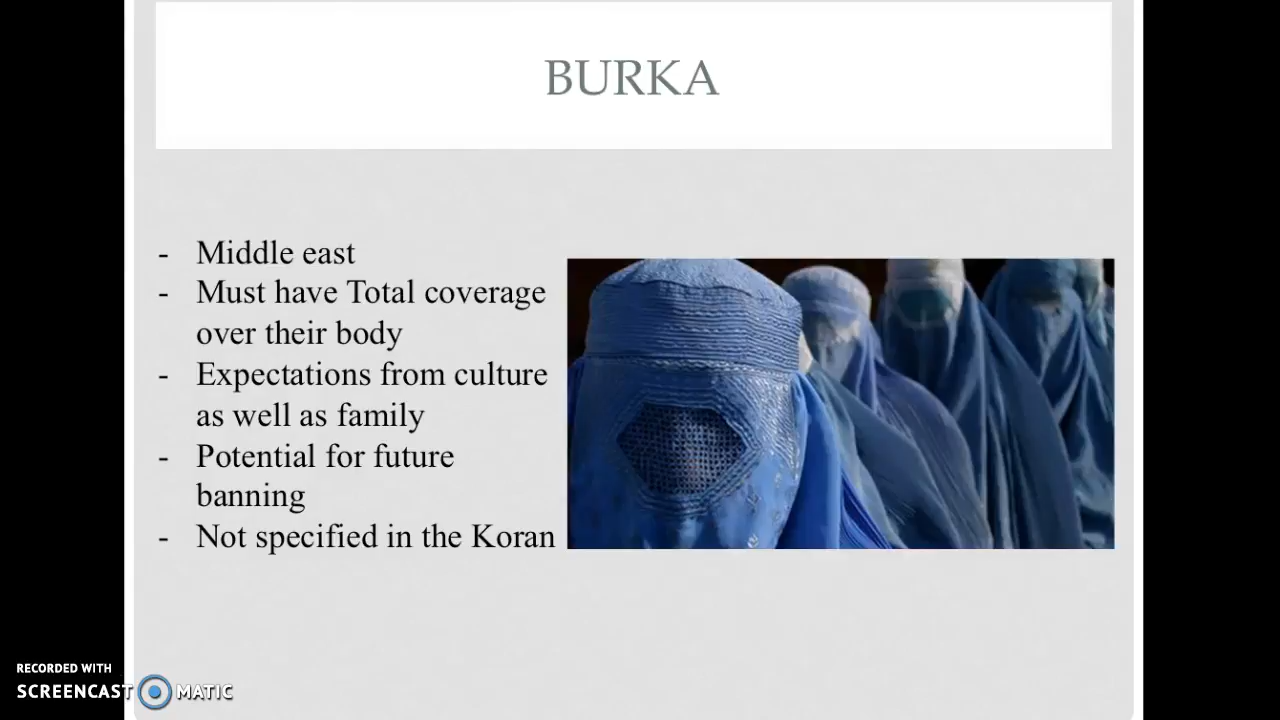 BURKA
- Middle east
- Must have Total coverage
over their body
- Expectations from culture
as well as family
- Potential for future
banning
- Not specified in the Koran
RECORDED WITH
SCREENCAST MATIC